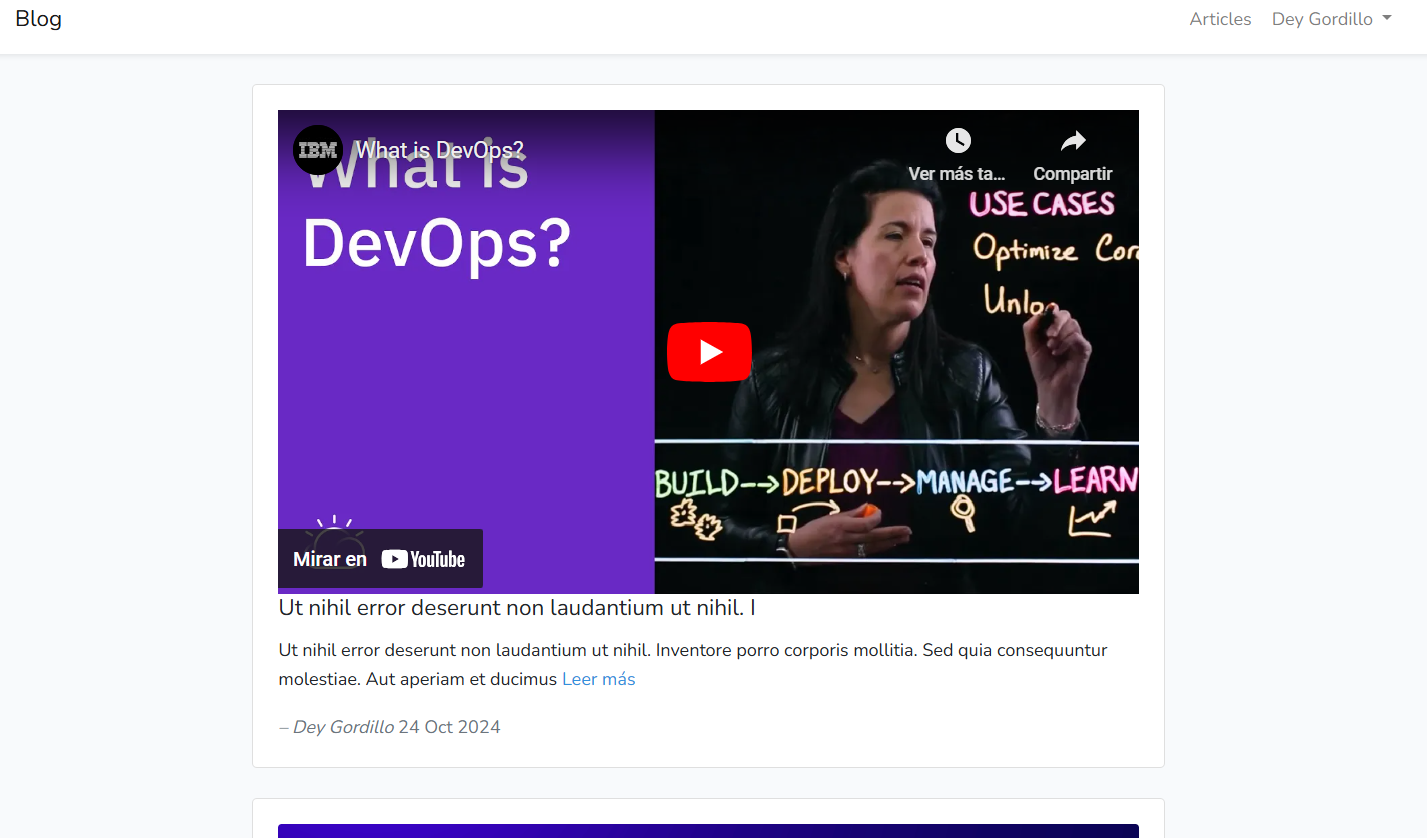 Blog
Articles
Dey Gordillo
IBM
What is DevOps?
Ver más ta...
Compartir
What is
DevOps?
USE CASES
Optimize Cor
Unlo
BUILD-->DEPLOY-->MANAGE-->LEARN
Mirar en YouTube
Ut nihil error deserunt non laudantium ut nihil. I
Ut nihil error deserunt non laudantium ut nihil. Inventore porro corporis mollitia. Sed quia consequuntur
molestiae. Aut aperiam et ducimus Leer más
– Dey Gordillo 24 Oct 2024